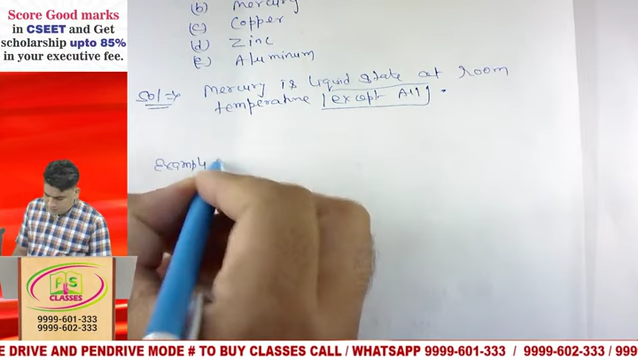 Score Good marks
in CSEET and Get
scholarship upto 85%
in your executive fee.
(b) Mercury
(c) Copper
(d) Zinc
(e) Aluminum
Sol ⇒ Mercury is liquid state at room
temperature [except All].
Exampl
PS
CLASSES
9999-601-333
9999-602-333
E DRIVE AND PENDRIVE MODE # TO BUY CLASSES CALL / WHATSAPP 9999-601-333 / 9999-602-333 / 999